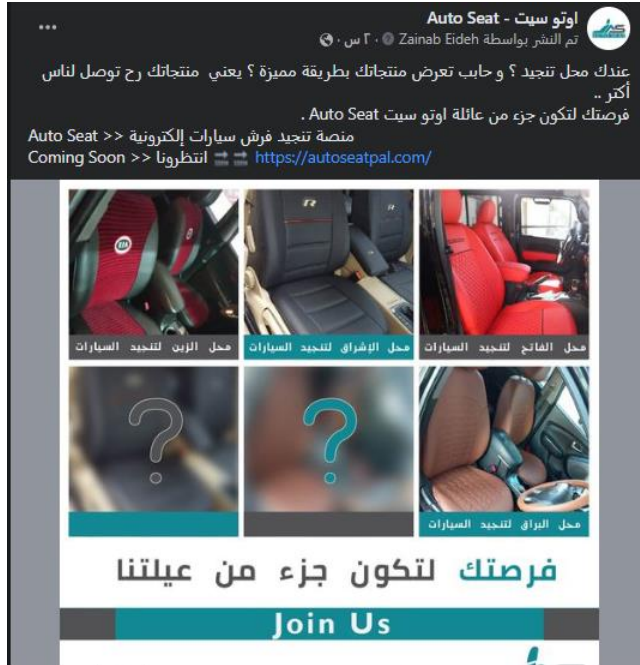 اوتو سيت - Auto Seat
تم النشر بواسطة Zainab Eideh · ٢ س ·
عندك محل تنجيد ؟ و حابب تعرض منتجاتك بطريقة مميزة ؟ يعني منتجاتك رح توصل لناس
أكتر ..
فرصتك لتكون جزء من عائلة اوتو سيت Auto Seat .
منصة تنجيد فرش سيارات إلكترونية << Auto Seat
https://autoseatpal.com/ انتظرونا << Coming Soon
محل الفاتح لتنجيد السيارات
محل الإشراق لتنجيد السيارات
محل الزين لتنجيد السيارات
محل البراق لتنجيد السيارات
? ?
فرصتك لتكون جزء من عيلتنا
Join Us